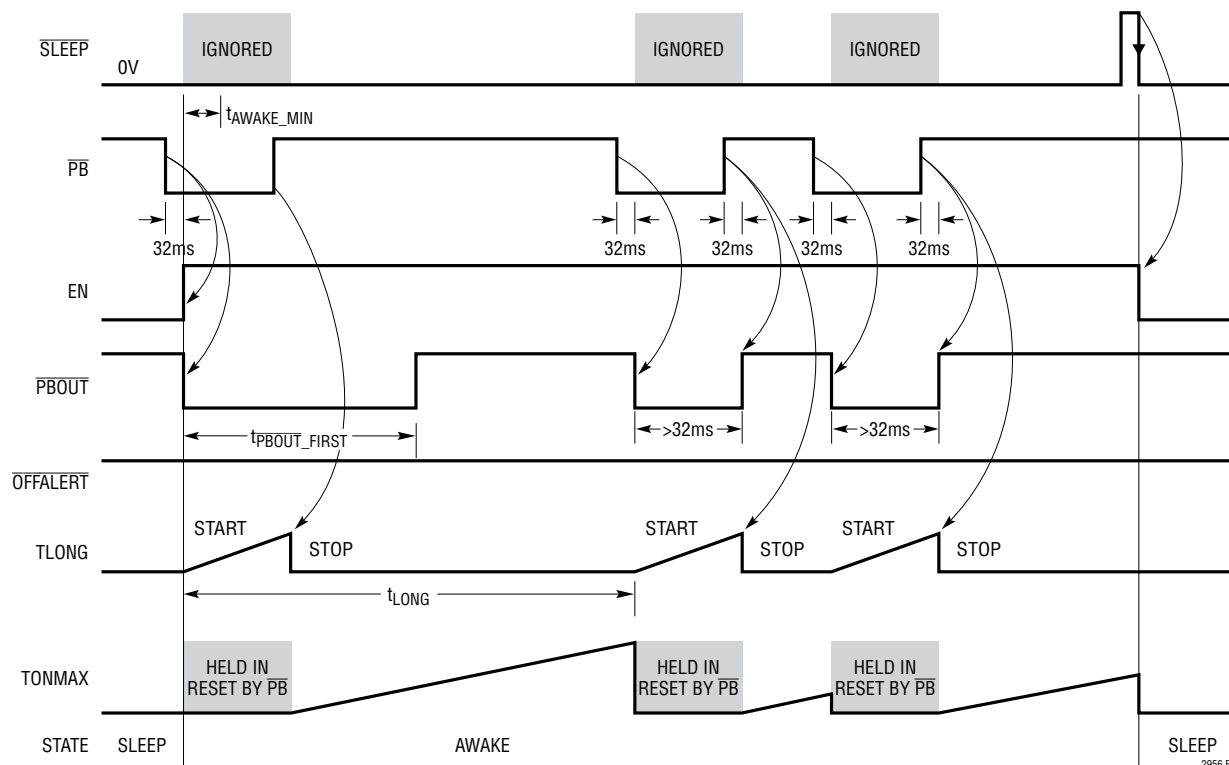 SLEEP
0V
IGNORED
IGNORED
IGNORED
tAWAKE_MIN
PB
32ms
32ms
32ms
32ms
32ms
EN
PBOUT
tPBOUT_FIRST
>32ms
>32ms
OFFALERT
TLONG
START
STOP
START
STOP
START
STOP
tLONG
TONMAX
HELD IN
RESET BY PB
HELD IN
RESET BY PB
HELD IN
RESET BY PB
STATE
SLEEP
AWAKE
SLEEP